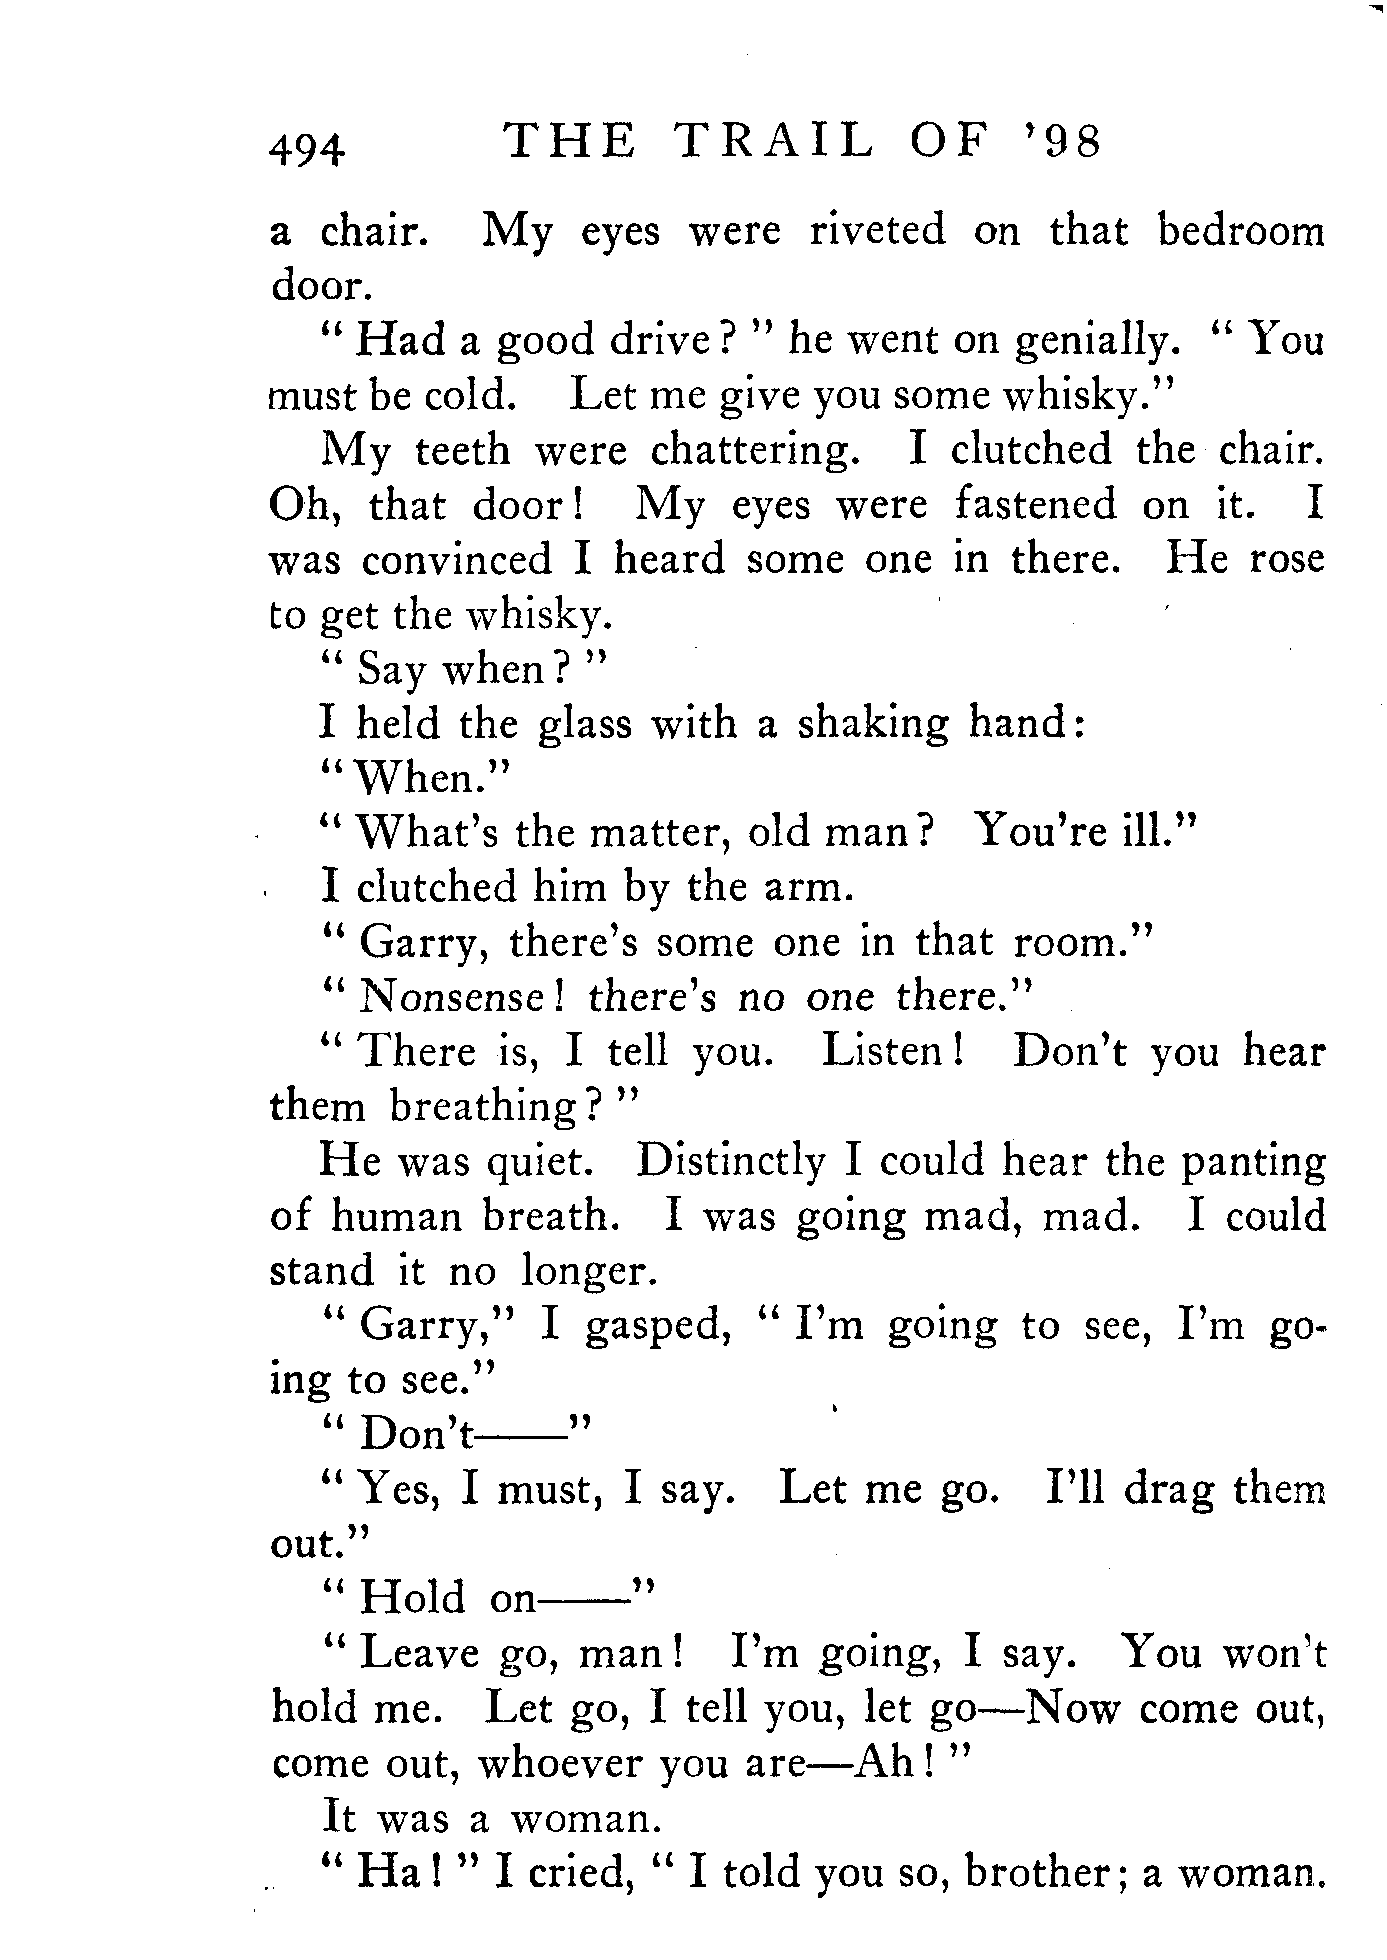 494 THE TRAIL OF '98
a chair. My eyes were riveted on that bedroom
door.
" Had a good drive? " he went on genially. " You
must be cold. Let me give you some whisky."
My teeth were chattering. I clutched the chair.
Oh, that door! My eyes were fastened on it. I
was convinced I heard some one in there. He rose
to get the whisky.
" Say when? "
I held the glass with a shaking hand:
" When."
" What's the matter, old man? You're ill."
I clutched him by the arm.
" Garry, there's some one in that room."
" Nonsense! there's no one there."
" There is, I tell you. Listen! Don't you hear
them breathing? "
He was quiet. Distinctly I could hear the panting
of human breath. I was going mad, mad. I could
stand it no longer.
" Garry," I gasped, " I'm going to see, I'm go-
ing to see."
" Don't——"
" Yes, I must, I say. Let me go. I'll drag them
out."
" Hold on——"
" Leave go, man! I'm going, I say. You won't
hold me. Let go, I tell you, let go—Now come out,
come out, whoever you are—Ah! "
It was a woman.
" Ha! " I cried, " I told you so, brother; a woman.